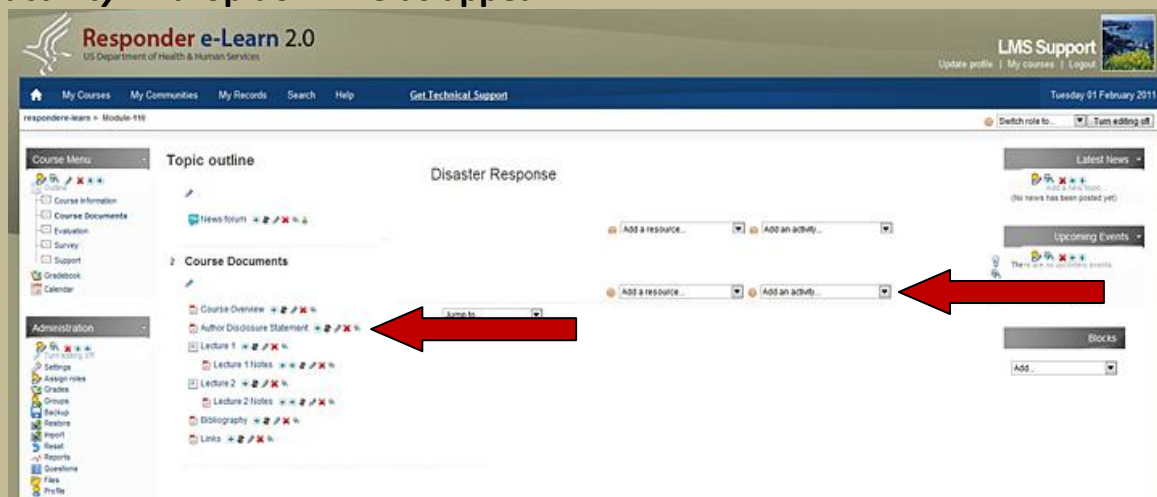 Responder e-Learn 2.0
US Department of Health & Human Services
LMS Support
Update profile | My courses | Logout
My Courses My Communities My Records Search Help Get Technical Support Tuesday 01 February 2011
respondere-learn » Module-118
Switch role to... Turn editing off
Course Menu
Outline
Course Information
Course Documents
Evaluation
Survey
Support
Gradebook
Calendar
Administration
Turn editing off
Settings
Assign roles
Grades
Groups
Backup
Restore
Import
Reset
Reports
Questions
Files
Profile
Topic outline
Disaster Response
News forum
Add a resource... Add an activity...
2 Course Documents
Add a resource... Add an activity...
Jump to...
Course Overview
Author Disclosure Statement
Lecture 1
Lecture 1 Notes
Lecture 2
Lecture 2 Notes
Bibliography
Links
Latest News
Add a new topic...
(No news has been posted yet)
Upcoming Events
There are no upcoming events
Blocks
Add...